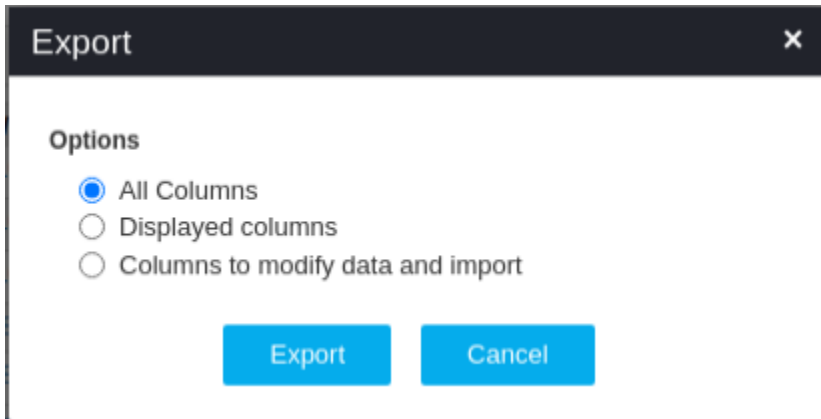 Export
Options
All Columns
Displayed columns
Columns to modify data and import
Export Cancel